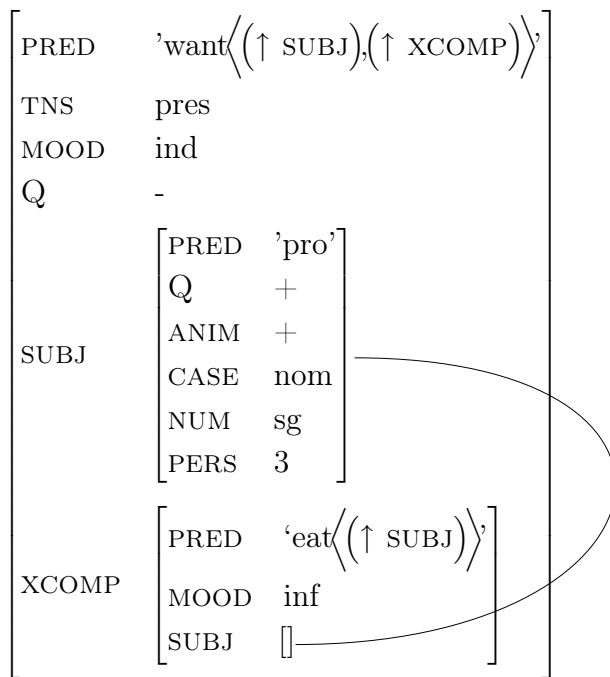 PRED ’want⟨(↑ SUBJ),(↑ XCOMP)⟩’
TNS pres
MOOD ind
Q -
SUBJ
PRED ’pro’
Q +
ANIM +
CASE nom
NUM sg
PERS 3
XCOMP
PRED ‘eat⟨(↑ SUBJ)⟩’
MOOD inf
SUBJ []